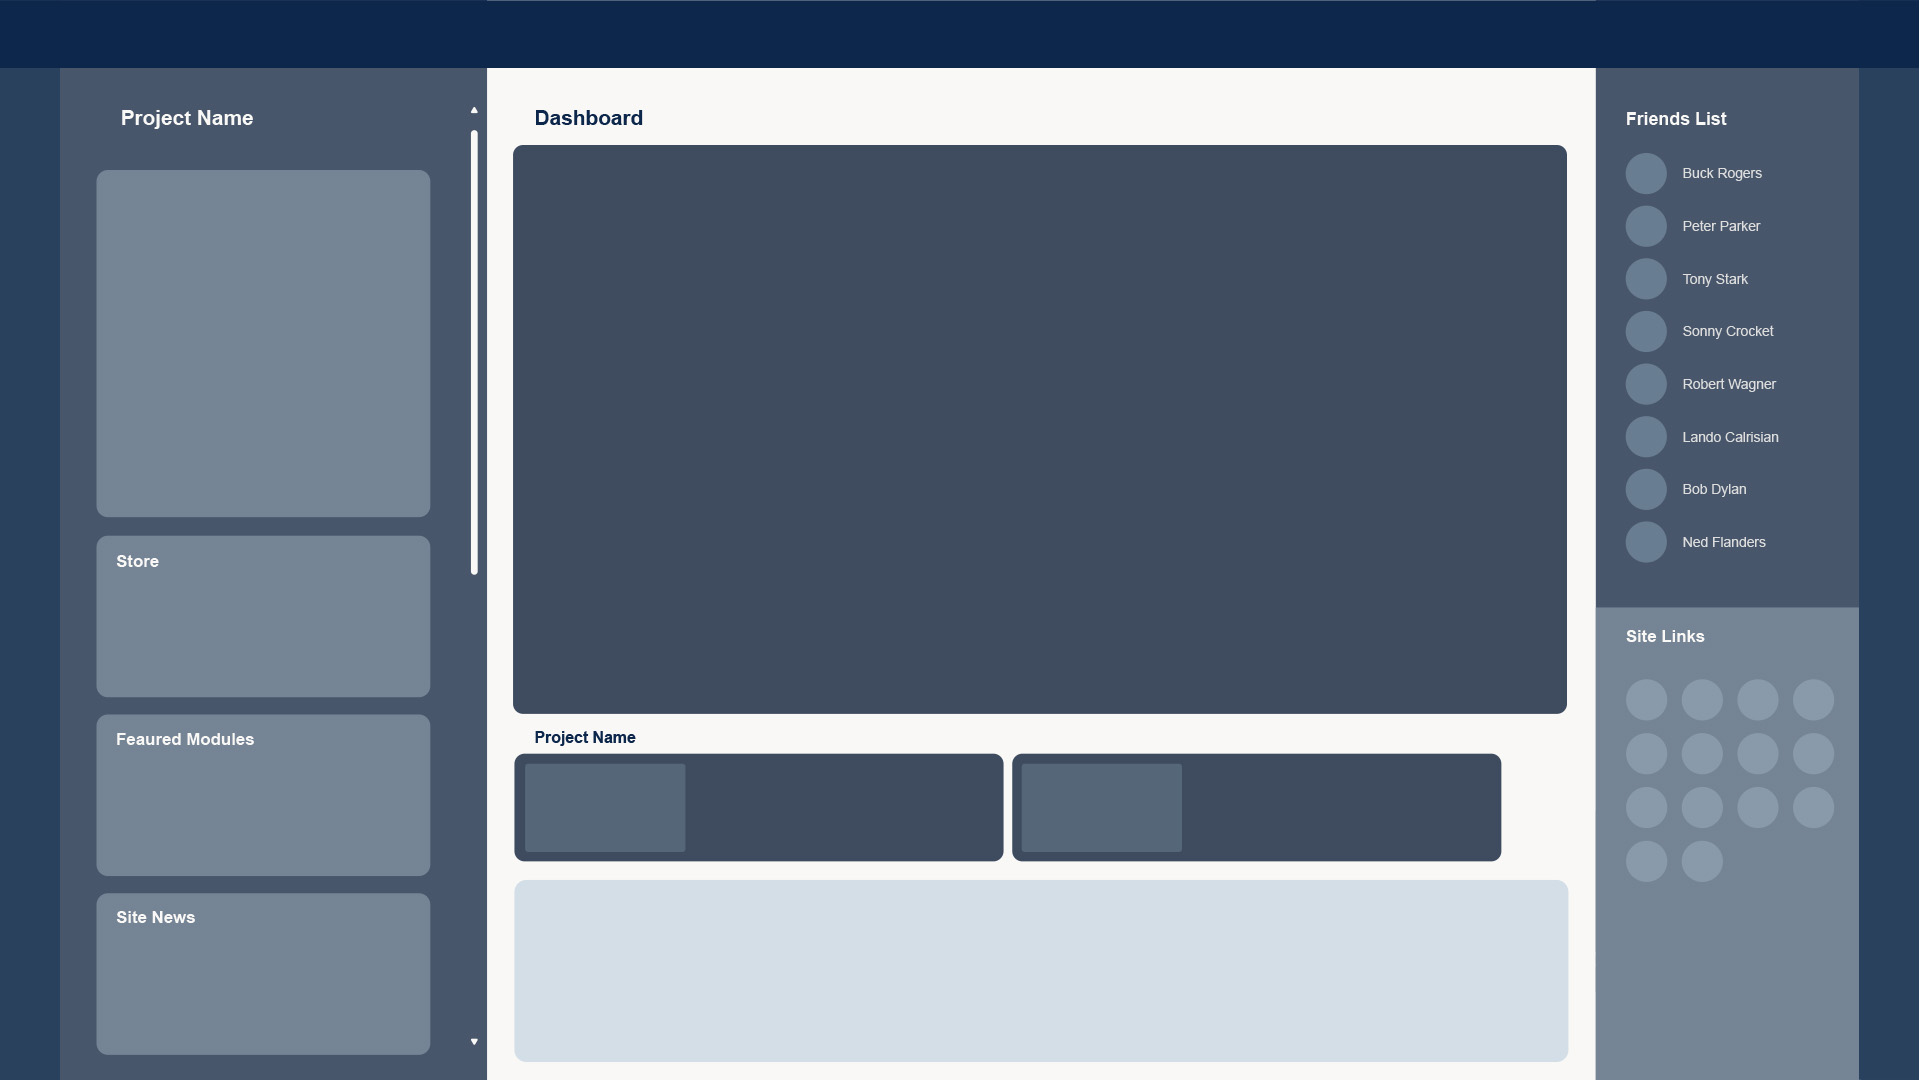 Project Name
Store
Feaured Modules
Site News
Dashboard
Project Name
Friends List
Buck Rogers
Peter Parker
Tony Stark
Sonny Crocket
Robert Wagner
Lando Calrisian
Bob Dylan
Ned Flanders
Site Links